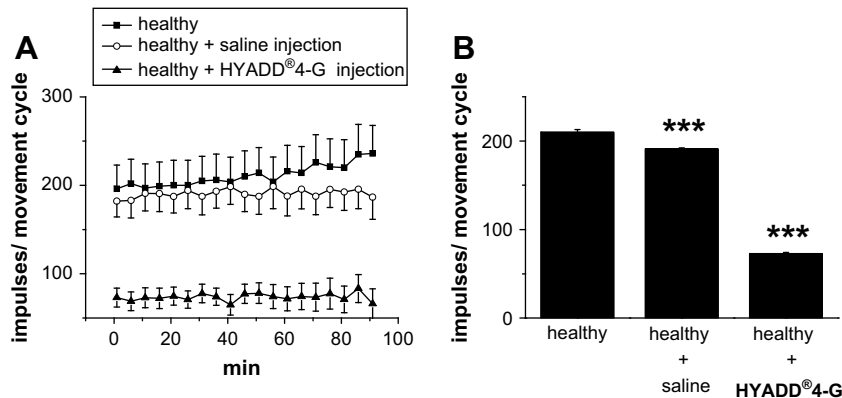 A
healthy
healthy + saline injection
healthy + HYADD®4-G injection
impulses/ movement cycle
300
200
100
0 20 40 60 80 100
min
B
impulses/ movement cycle
200
100
0
***
***
healthy healthy healthy
+ +
saline HYADD®4-G